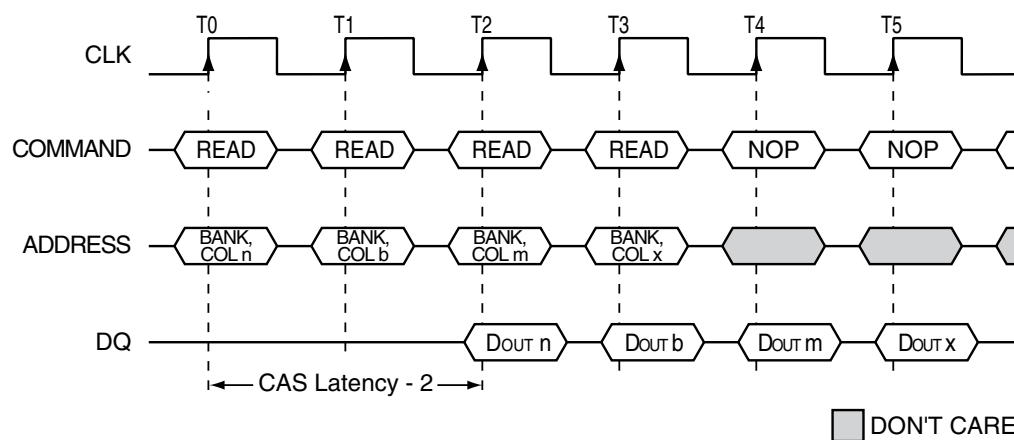 T0 T1 T2 T3 T4 T5
CLK
COMMAND READ READ READ READ NOP NOP
ADDRESS BANK, COL n BANK, COL b BANK, COL m BANK, COL x
DQ DOUT n DOUT b DOUT m DOUT x
CAS Latency - 2
DON'T CARE